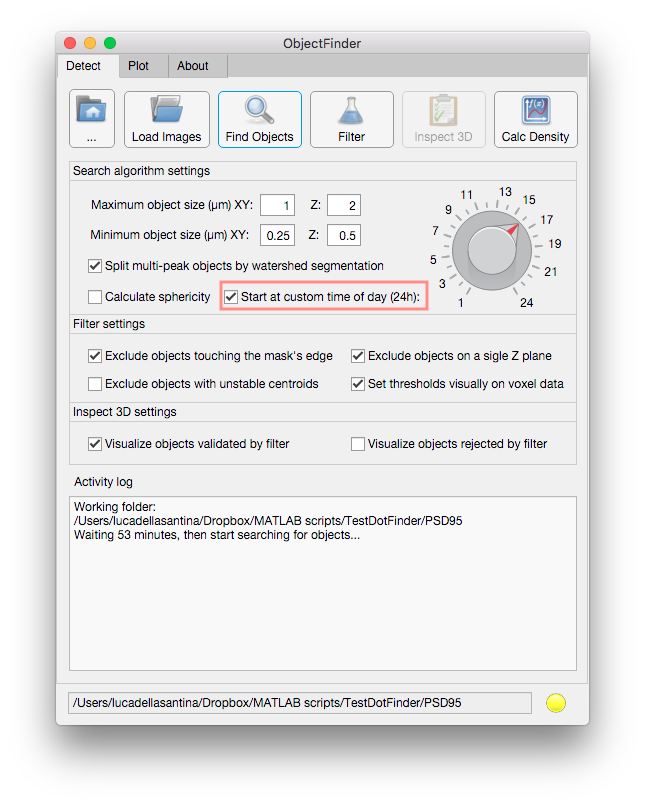 ObjectFinder
Detect Plot About
... Load Images Find Objects Filter Inspect 3D Calc Density
f(x)
Search algorithm settings
Maximum object size (μm) XY: 1 Z: 2
Minimum object size (μm) XY: 0.25 Z: 0.5
Split multi-peak objects by watershed segmentation
Calculate sphericity Start at custom time of day (24h):
1 3 5 7 9 11 13 15 17 19 21 24
Filter settings
Exclude objects touching the mask's edge Exclude objects on a sigle Z plane
Exclude objects with unstable centroids Set thresholds visually on voxel data
Inspect 3D settings
Visualize objects validated by filter Visualize objects rejected by filter
Activity log
Working folder:
/Users/lucadellasantina/Dropbox/MATLAB scripts/TestDotFinder/PSD95
Waiting 53 minutes, then start searching for objects...
/Users/lucadellasantina/Dropbox/MATLAB scripts/TestDotFinder/PSD95